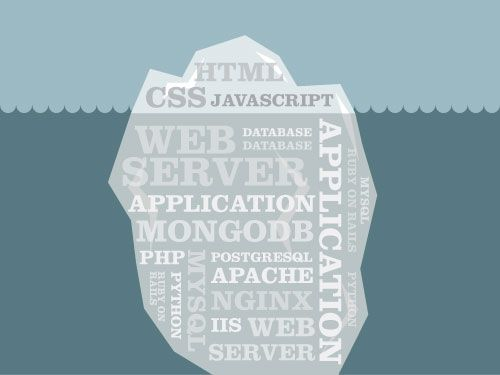 HTML
CSS JAVASCRIPT
WEB
DATABASE
DATABASE
SERVER
APPLICATION
MONGODB
PHP
POSTGRESQL
APACHE
NGINX
IIS WEB
SERVER
RUBY ON
RAILS
PYTHON
MYSQL
APPLICATION
RUBY ON RAILS
MYSQL
PYTHON